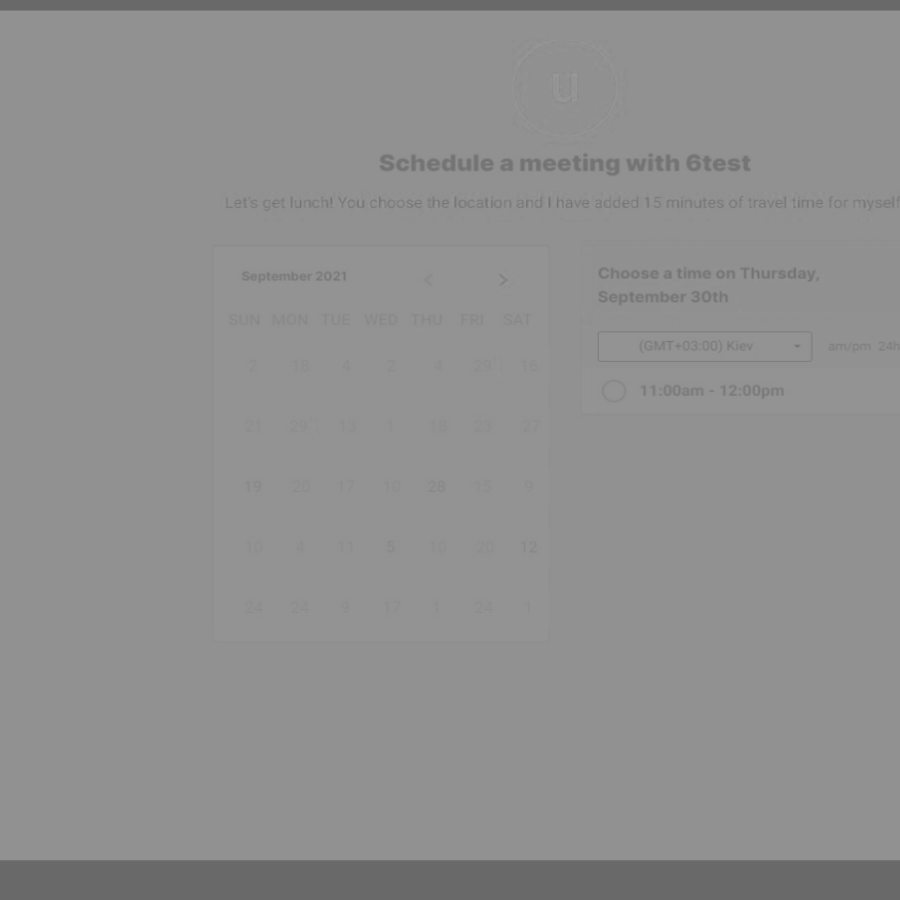 u
Schedule a meeting with 6test
Let's get lunch! You choose the location and I have added 15 minutes of travel time for myself
September 2021 < >
SUN MON TUE WED THU FRI SAT
2 18 4 2 4 29 16
23 29 18 1 18 23 27
19 20 17 10 28 15 9
10 4 11 5 10 30 12
24 24 9 17 1 24 1
Choose a time on Thursday,
September 30th
(GMT+03:00) Kiev
am/pm 24h
11:00am - 12:00pm